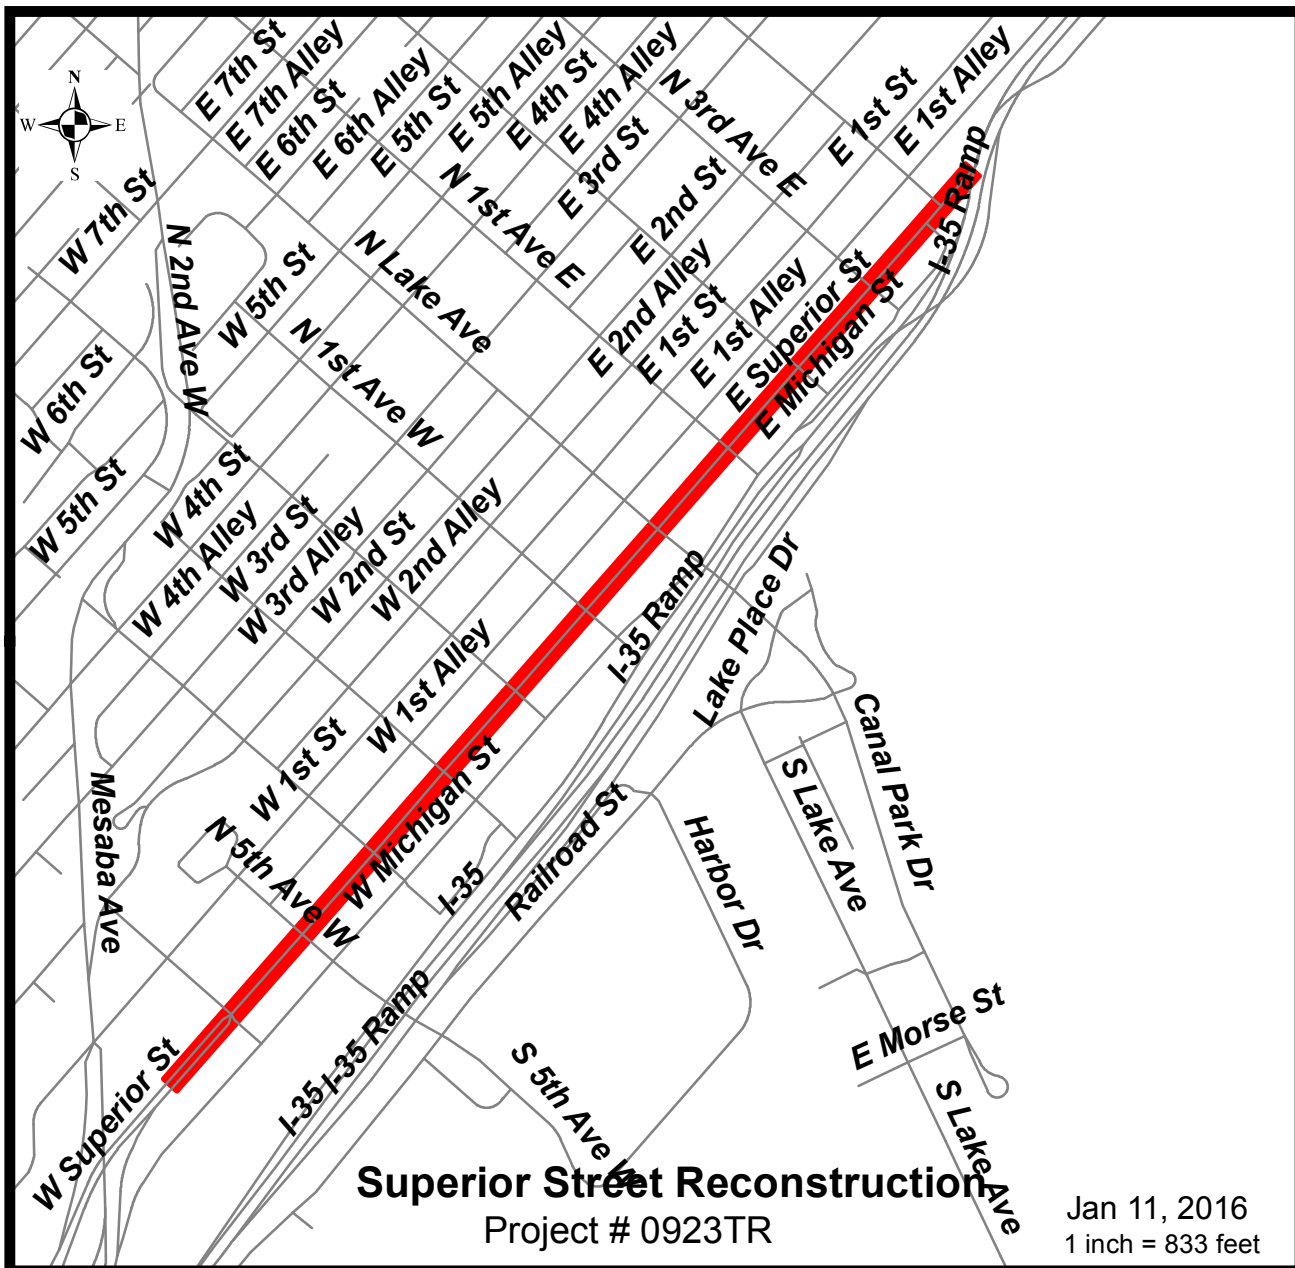 N
W E
S
E 7th St
E 7th Alley
E 6th St
E 6th Alley
E 5th St
E 5th Alley
E 4th St
E 4th Alley
E 3rd St
N 3rd Ave E
E 2nd St
E 1st St
E 1st Alley
I-35 Ramp
W 7th St
N 2nd Ave W
W 5th St
N Lake Ave
N 1st Ave E
N 1st Ave W
E 2nd Alley
E 1st St
E 1st Alley
E Superior St
E Michigan St
W 6th St
W 5th St
W 4th St
W 4th Alley
W 3rd St
W 3rd Alley
W 2nd St
W 2nd Alley
I-35 Ramp
Lake Place Dr
W 1st Alley
W 1st St
W Michigan St
Mesaba Ave
N 5th Ave W
I-35
Railroad St
Harbor Dr
S Lake Ave
Canal Park Dr
W Superior St
I-35
I-35 Ramp
S 5th Ave W
E Morse St
S Lake Ave
Superior Street Reconstruction
Project # 0923TR
Jan 11, 2016
1 inch = 833 feet